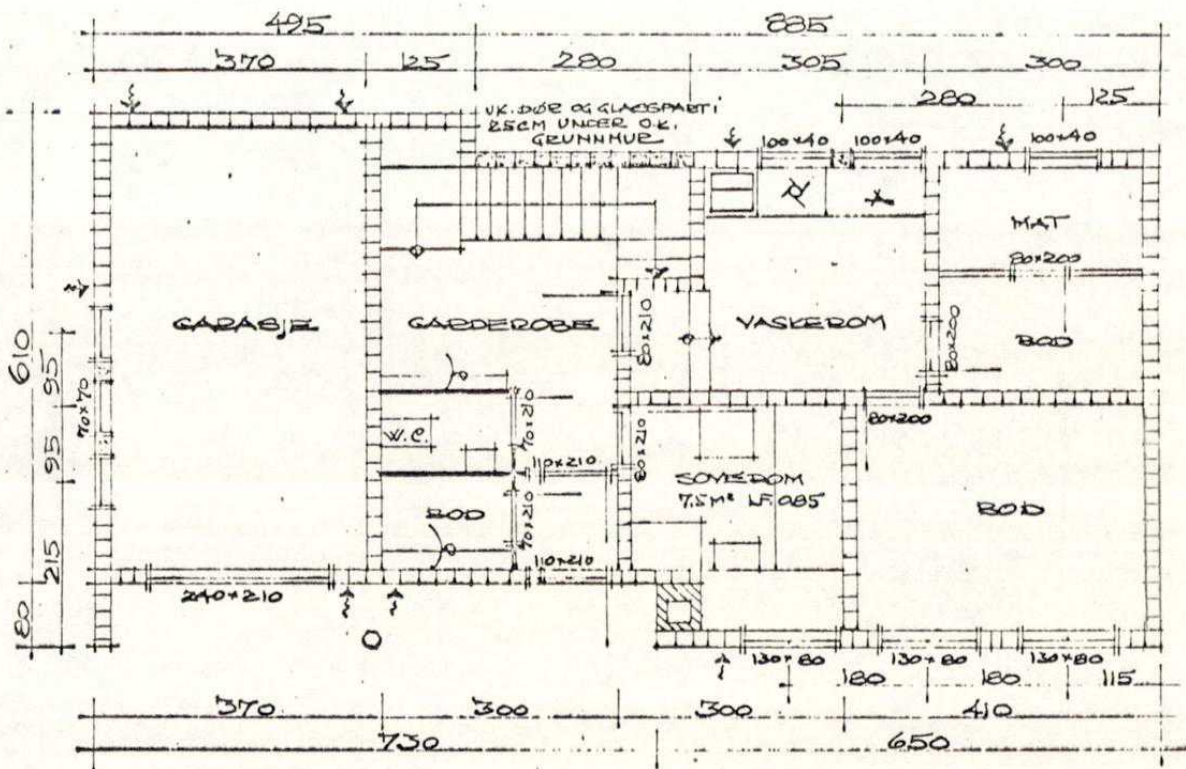 495 885
370 125 280 305 300
280 125
U.K. DØR OG GLASSPARTI
25CM UNDER O.K.
GRUNNMUR
100×40 100×40 100×40
MAT
80×200
GARASJE GARDEROBE 80×210 VASKEROM 80×200 BOD
610
95
70×70
95
W.C. 70×210 80×200
110×210 80×210
SOVEROM
7.5M² LF. 085
BOD 70×210 BOD
215
240×210 110×210
80
130×80 130×80 130×80
180 180 115
370 300 300 410
730 650